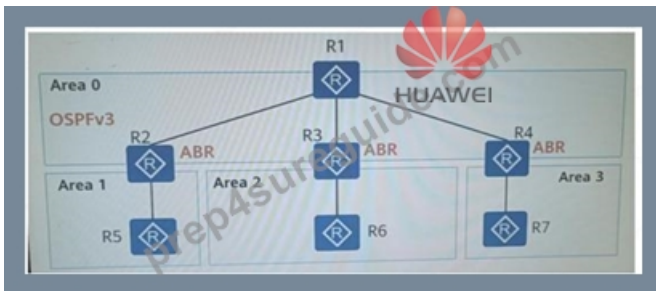 R1
Area 0
HUAWEI
OSPFv3
R2
ABR
R3
ABR
R4
ABR
Area 1
Area 2
Area 3
R5
R6
R7
R
R
R
R
R
R
R
prep4sureguide.com